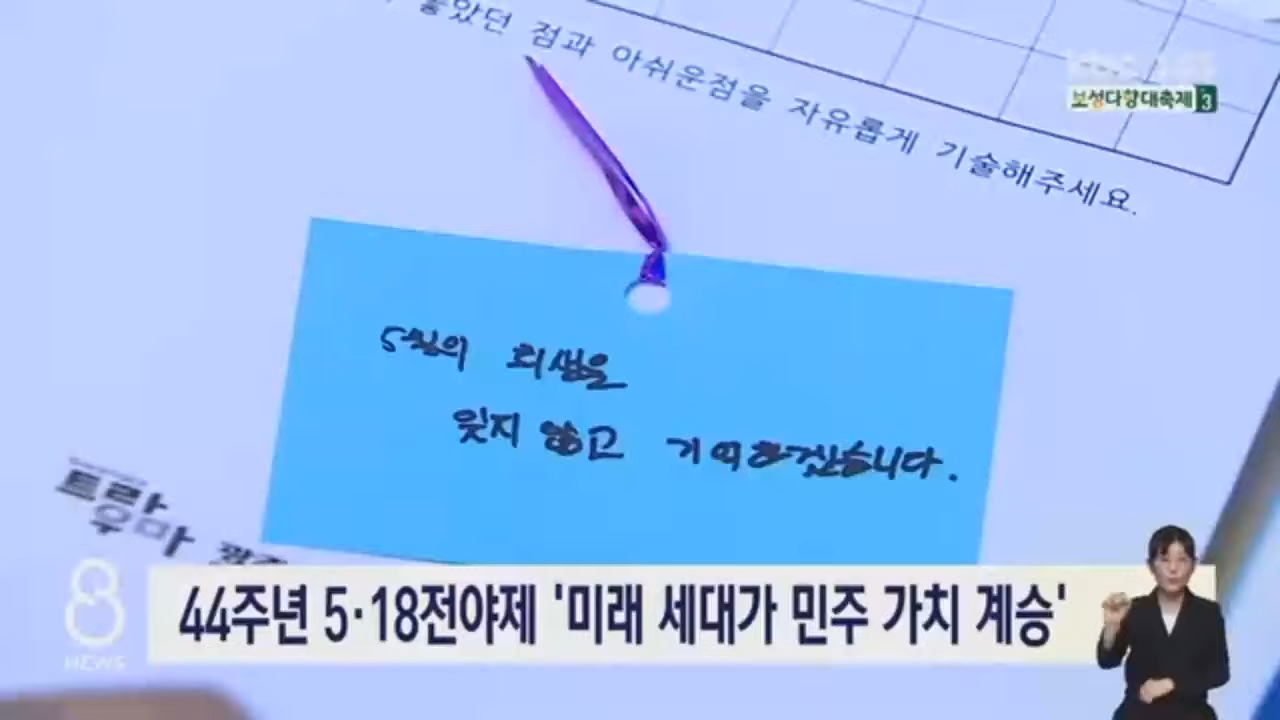 좋았던 점과 아쉬운점을 자유롭게 기술해주세요.
보성다향대축제 3
5월의 희생을
잊지 않고 기억하겠습니다.
트라
우마
8
NEWS
44주년 5·18전야제 '미래 세대가 민주 가치 계승'